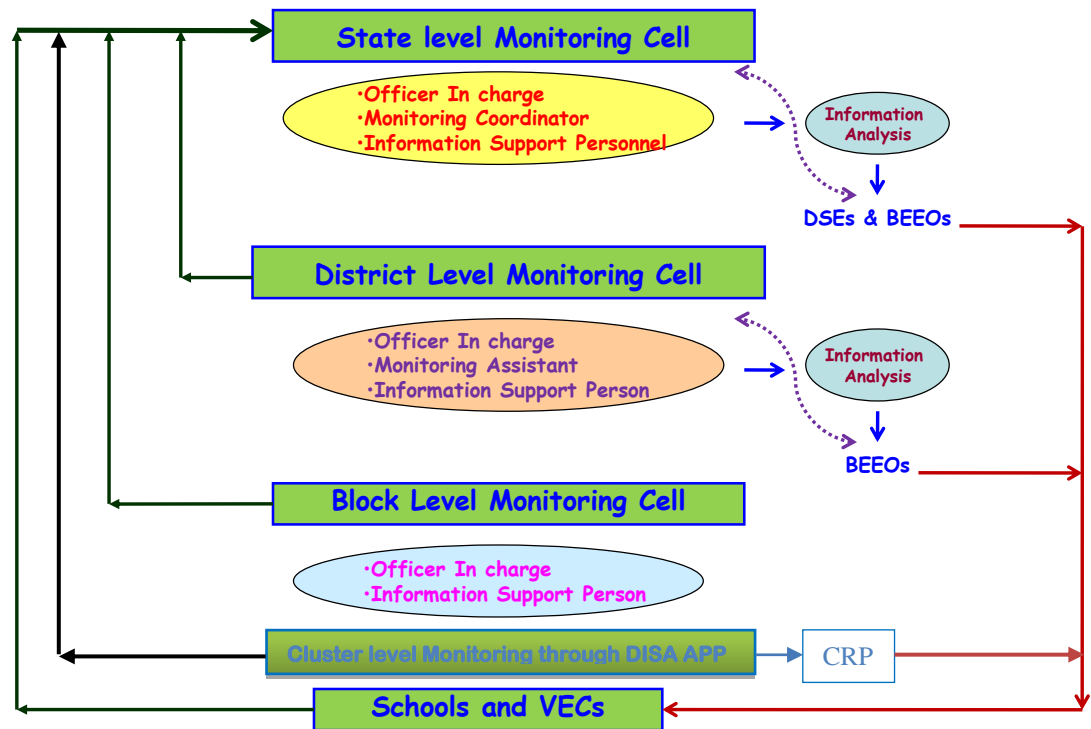 State level Monitoring Cell
•Officer In charge
•Monitoring Coordinator
•Information Support Personnel
Information
Analysis
DSEs & BEEOs
District Level Monitoring Cell
•Officer In charge
•Monitoring Assistant
•Information Support Person
Information
Analysis
BEEOs
Block Level Monitoring Cell
•Officer In charge
•Information Support Person
Cluster level Monitoring through DISA APP
CRP
Schools and VECs